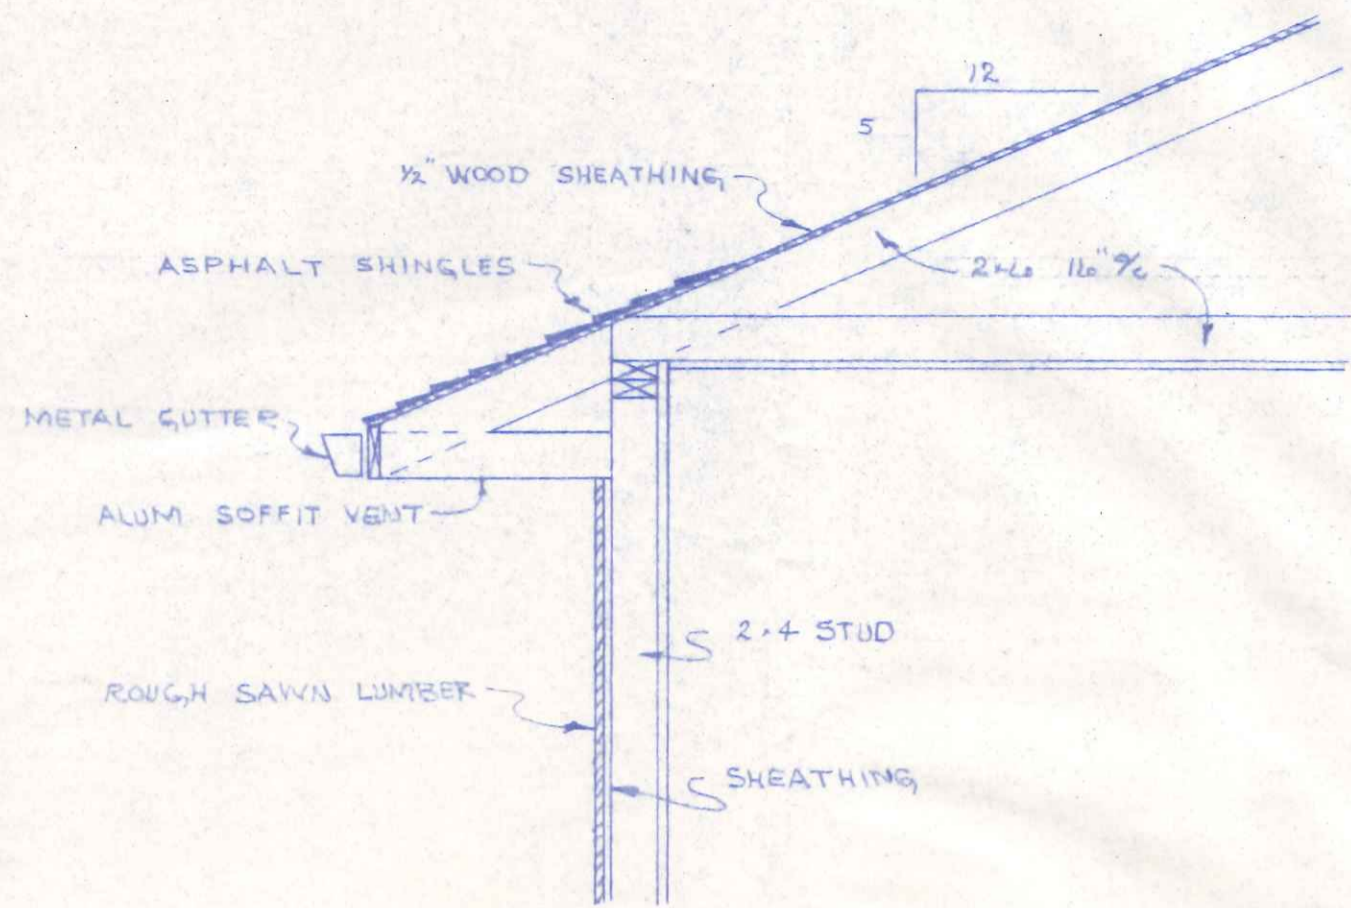 12
5
½" WOOD SHEATHING
ASPHALT SHINGLES
2×6 16" %
METAL GUTTER
ALUM. SOFFIT VENT
2×4 STUD
ROUGH SAWN LUMBER
SHEATHING